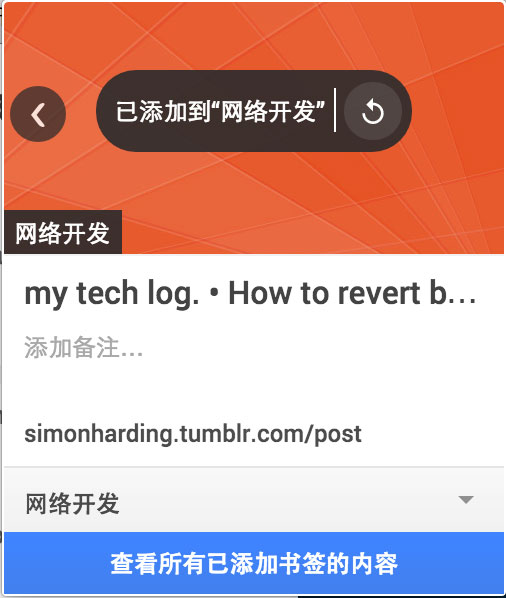 已添加到“网络开发”
网络开发
my tech log. • How to revert b…
添加备注…
simonharding.tumblr.com/post
网络开发
查看所有已添加书签的内容